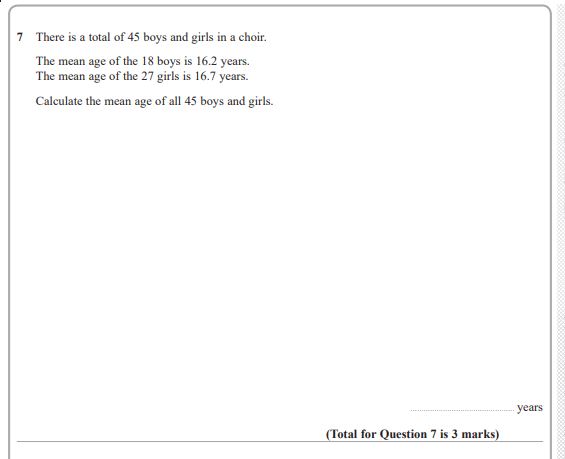 7 There is a total of 45 boys and girls in a choir.
The mean age of the 18 boys is 16.2 years.
The mean age of the 27 girls is 16.7 years.
Calculate the mean age of all 45 boys and girls.
........................................ years
(Total for Question 7 is 3 marks)